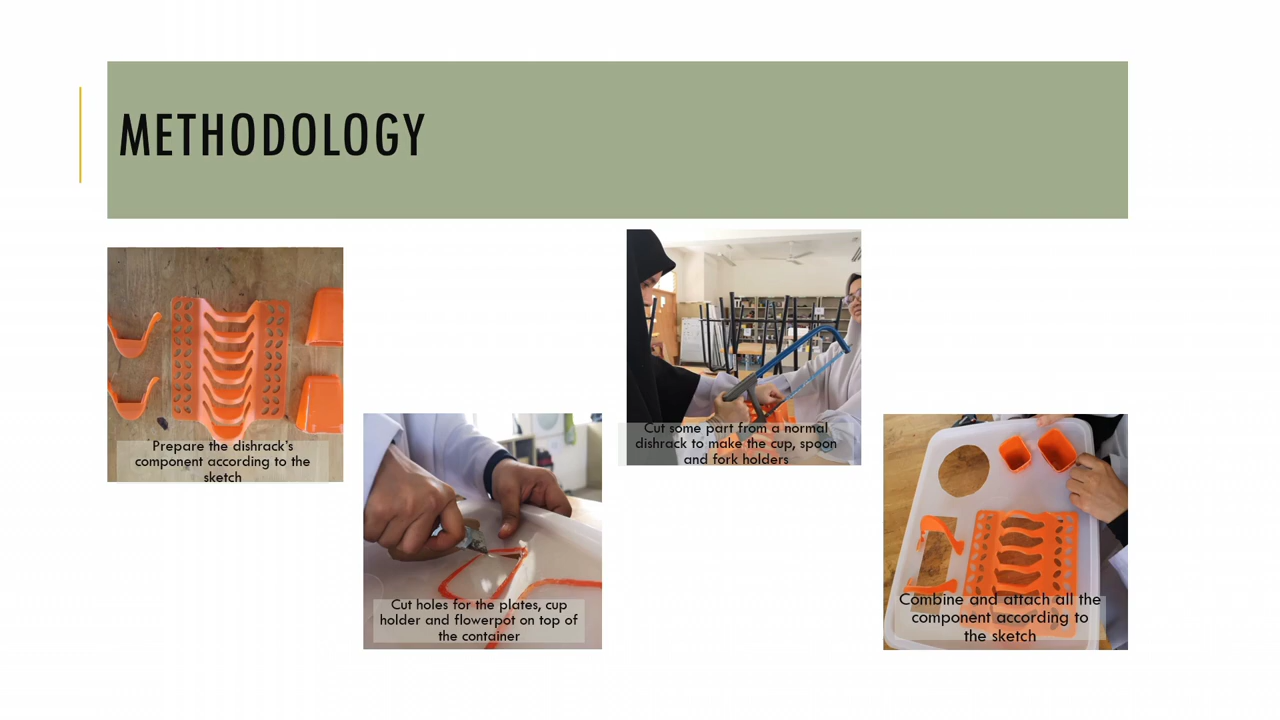 METHODOLOGY
Prepare the dishrack's
component according to the
sketch
Cut holes for the plates, cup
holder and flowerpot on top of
the container
Cut some part from a normal
dishrack to make the cup, spoon
and fork holders
Combine and attach all the
component according to
the sketch